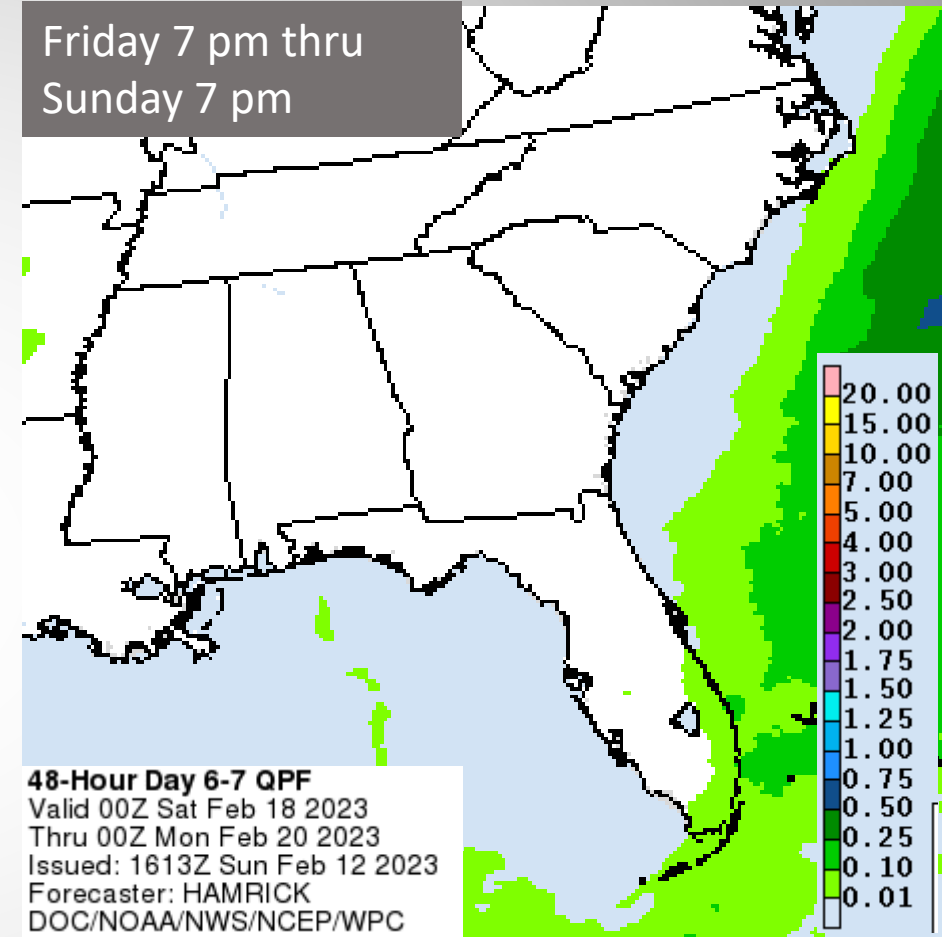 Friday 7 pm thru
Sunday 7 pm
20.00
15.00
10.00
7.00
5.00
4.00
3.00
2.50
2.00
1.75
1.50
1.25
1.00
0.75
0.50
0.25
0.10
0.01
48-Hour Day 6-7 QPF
Valid 00Z Sat Feb 18 2023
Thru 00Z Mon Feb 20 2023
Issued: 1613Z Sun Feb 12 2023
Forecaster: HAMRICK
DOC/NOAA/NWS/NCEP/WPC